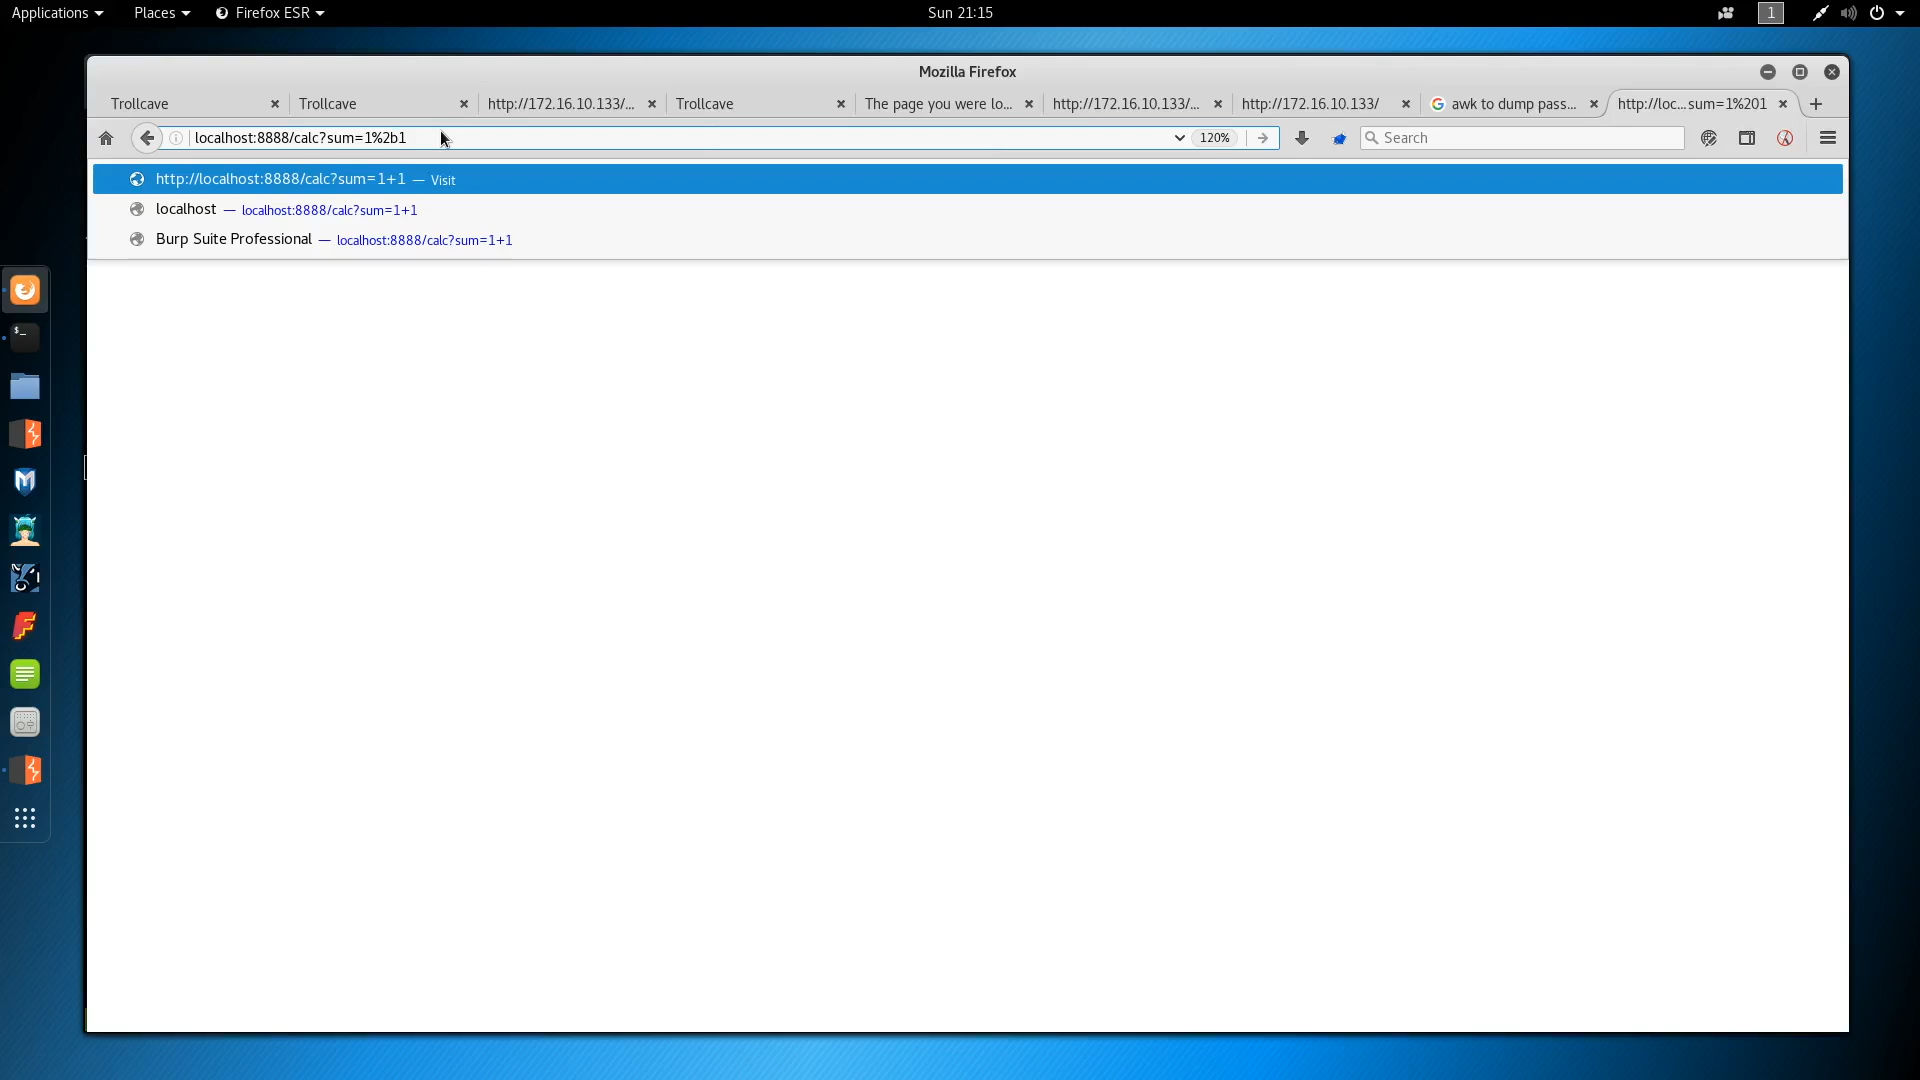 Applications Places Firefox ESR Sun 21:15 1
Mozilla Firefox
Trollcave Trollcave http://172.16.10.133/... Trollcave The page you were lo... http://172.16.10.133/... http://172.16.10.133/ awk to dump pass... http://loc...sum=1%201
localhost:8888/calc?sum=1%2b1 120% Search
http://localhost:8888/calc?sum=1+1 — Visit
localhost — localhost:8888/calc?sum=1+1
Burp Suite Professional — localhost:8888/calc?sum=1+1
$_